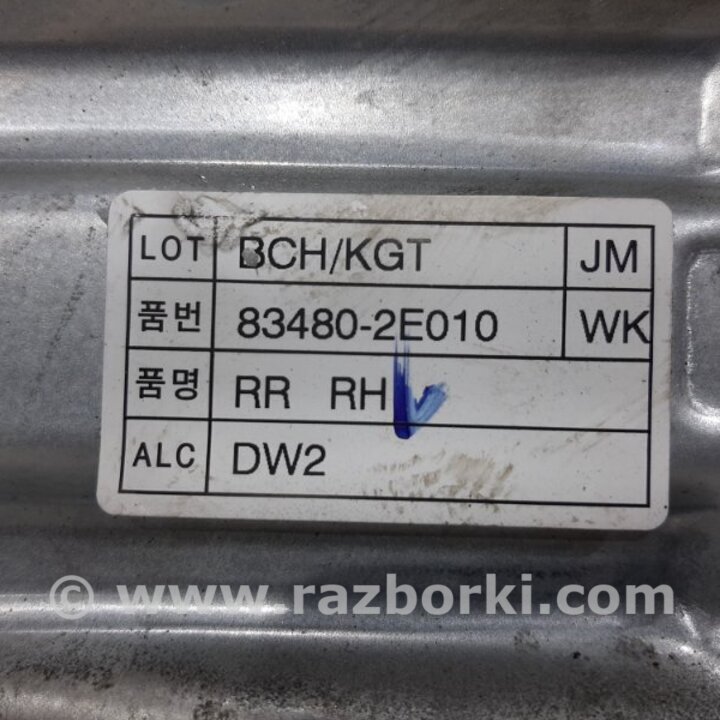 LOT BCH/KGT JM
품번 83480-2E010 WK
품명 RR RH
ALC DW2
© www.razborki.com